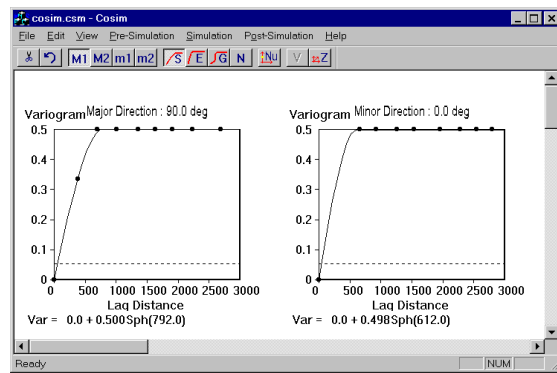 cosim.csm - Cosim
File Edit View Pre-Simulation Simulation Post-Simulation Help
M1 M2 m1 m2 S E G N Nu V Z
Variogram Major Direction : 90.0 deg
0.5
0.4
0.3
0.2
0.1
0
0 500 1000 1500 2000 2500 3000
Lag Distance
Var = 0.0 + 0.500Sph(792.0)
Variogram Minor Direction : 0.0 deg
0.5
0.4
0.3
0.2
0.1
0
0 500 1000 1500 2000 2500 3000
Lag Distance
Var = 0.0 + 0.498Sph(612.0)
Ready
NUM